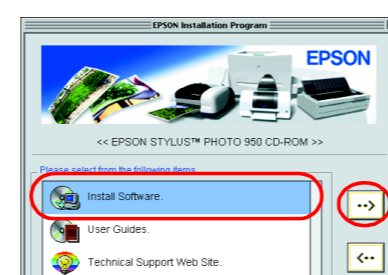 EPSON Installation Program
EPSON
<< EPSON STYLUS™ PHOTO 950 CD-ROM >>
Please select from the following items
Install Software.
User Guides.
Technical Support Web Site.